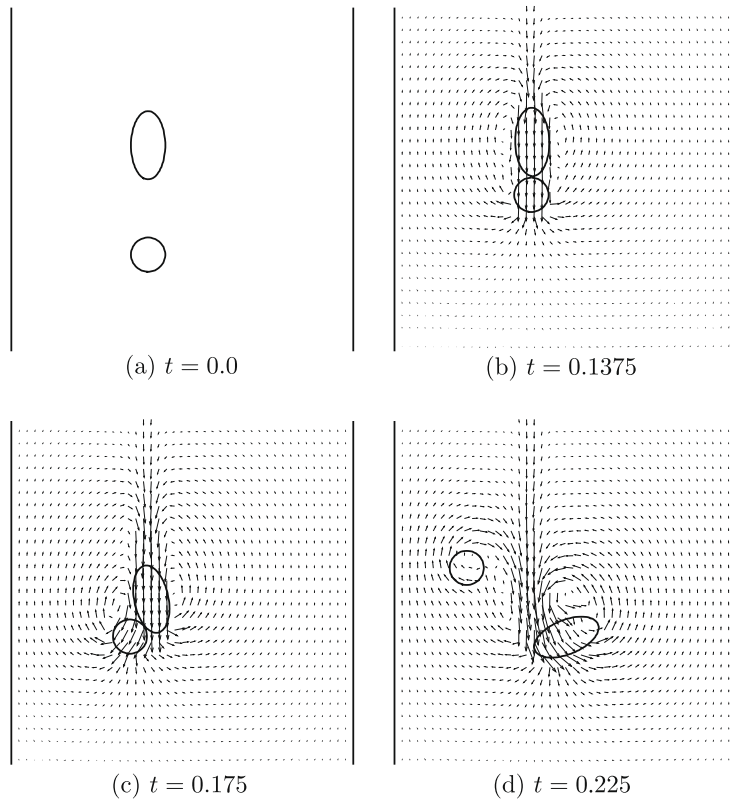 (a) t = 0.0
(b) t = 0.1375
(c) t = 0.175
(d) t = 0.225